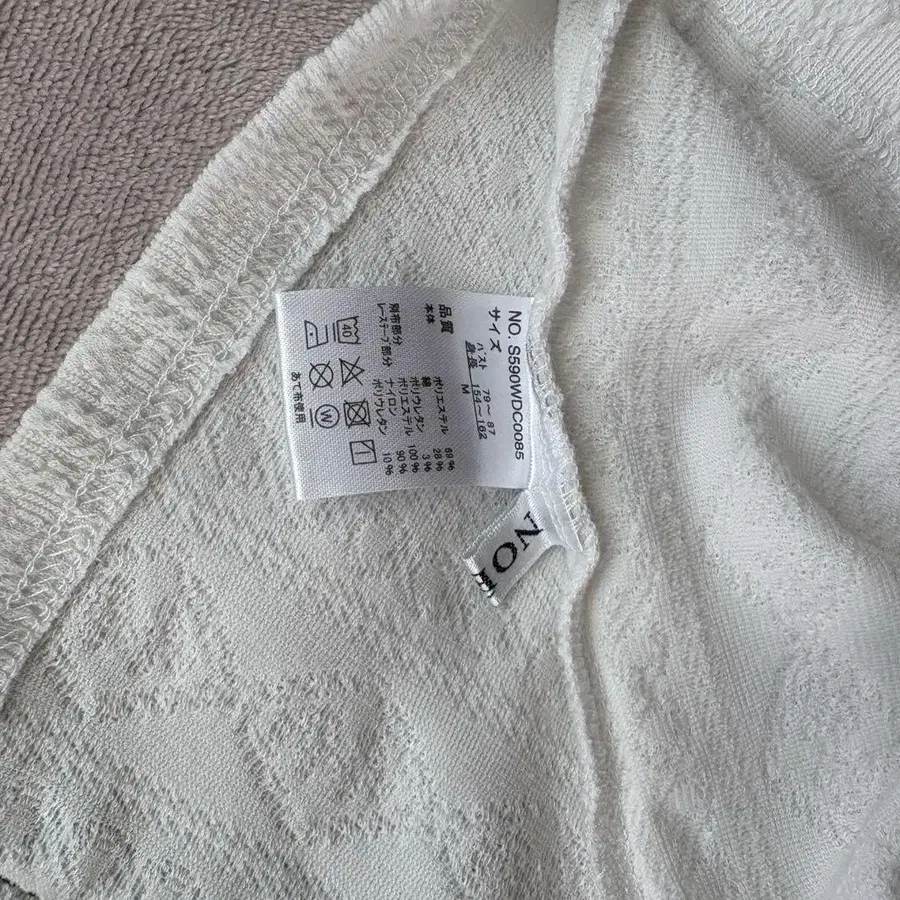 NO. S590WDC0085
サイズ
バスト 79～87
身長 154～162
M
品質
本体
ポリエステル 69%
綿 28%
ポリウレタン 3%
別布部分
ポリエステル 100%
レーステープ部分
ナイロン 90%
ポリウレタン 10%
40
W
あて布使用
NO